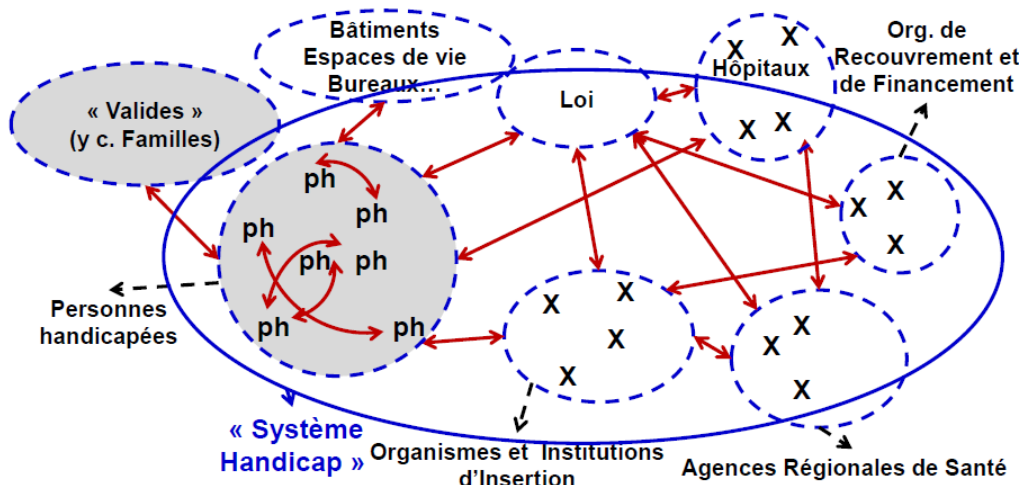 Bâtiments
Espaces de vie
Bureaux…
« Valides »
(y c. Familles)
Loi
X X
Hôpitaux
X X
Org. de
Recouvrement et
de Financement
X
X
X
ph
ph
ph
ph ph
ph
ph
Personnes
handicapées
X
X
X
X
X
X
X
« Système
Handicap »
Organismes et Institutions
d'Insertion
Agences Régionales de Santé